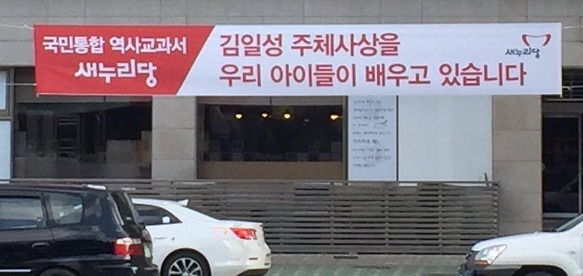 국민통합 역사교과서
새누리당
김일성 주체사상을
우리 아이들이 배우고 있습니다
새누리당